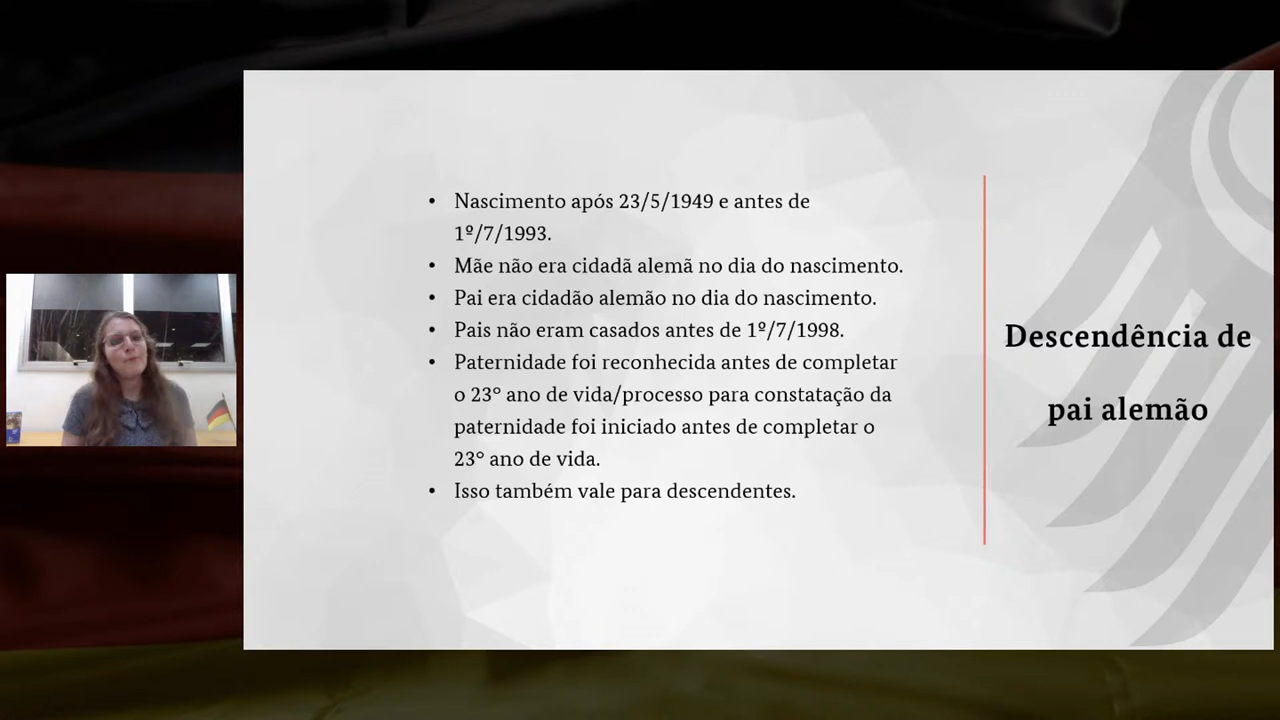 • Nascimento após 23/5/1949 e antes de
1º/7/1993.
• Mãe não era cidadã alemã no dia do nascimento.
• Pai era cidadão alemão no dia do nascimento.
• Pais não eram casados antes de 1º/7/1998.
• Paternidade foi reconhecida antes de completar
o 23° ano de vida/processo para constatação da
paternidade foi iniciado antes de completar o
23° ano de vida.
• Isso também vale para descendentes.
Descendência de
pai alemão